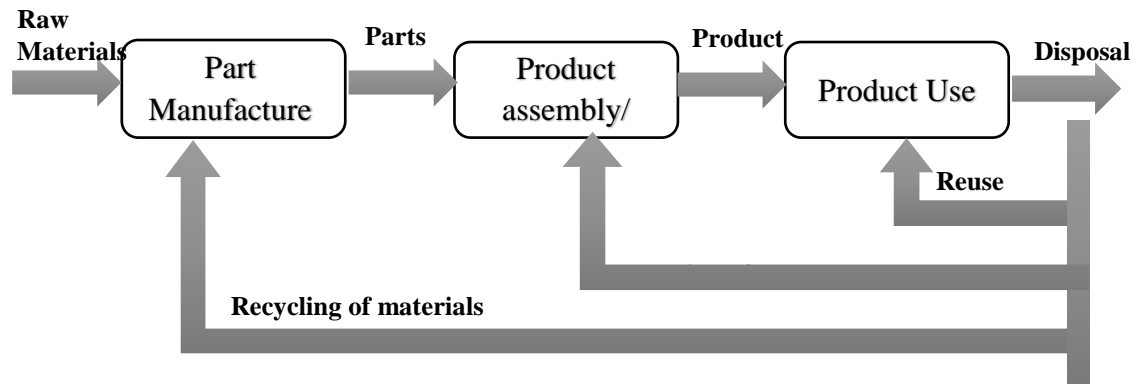 Raw
Materials
Part
Manufacture
Parts
Product
assembly/
Product
Product Use
Disposal
Reuse
Recycling of materials